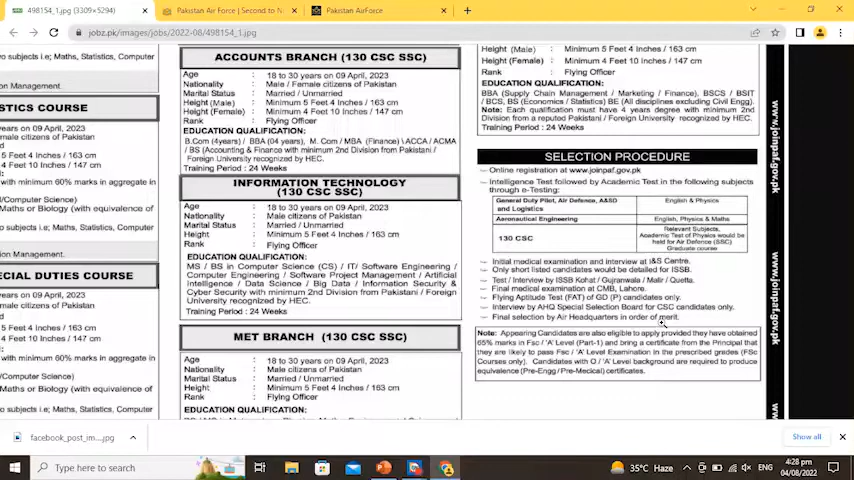 498154_1.jpg (3309×5294)
Pakistan Air Force | Second to N
Pakistan AirForce
jobz.pk/images/jobs/2022-08/498154_1.jpg
wo subjects i.e; Maths, Statistics, Computer
on Management.
STICS COURSE
years on 09 April, 2023
male citizens of Pakistan
5 Feet 4 Inches / 163 cm
4 Feet 10 Inches / 147 cm
with minimum 60% marks in aggregate in
/Computer Science)
Maths or Biology (with equivalence of
o subjects i.e; Maths, Statistics, Computer
on Management.
CIAL DUTIES COURSE
ears on 09 April, 2023
male citizens of Pakistan
5 Feet 4 Inches / 163 cm
4 Feet 10 Inches / 147 cm
with minimum 60% marks in aggregate in
/Computer Science)
Maths or Biology (with equivalence of
o subjects i.e; Maths, Statistics, Computer
ACCOUNTS BRANCH (130 CSC SSC)
Age : 18 to 30 years on 09 April, 2023
Nationality : Male / Female citizens of Pakistan
Marital Status : Married / Unmarried
Height (Male) : Minimum 5 Feet 4 Inches / 163 cm
Height (Female) : Minimum 4 Feet 10 Inches / 147 cm
Rank : Flying Officer
EDUCATION QUALIFICATION:
B.Com (4years) / BBA (04 years), M. Com / MBA (Finance) \ ACCA / ACMA
/ BS (Accounting & Finance with minimum 2nd Division from Pakistani /
Foreign University recognized by HEC.
Training Period : 24 Weeks
INFORMATION TECHNOLOGY
(130 CSC SSC)
Age : 18 to 30 years on 09 April, 2023
Nationality : Male citizens of Pakistan
Marital Status : Married / Unmarried
Height : Minimum 5 Feet 4 Inches / 163 cm
Rank : Flying Officer
EDUCATION QUALIFICATION:
MS / BS in Computer Science (CS) / IT/ Software Engineering /
Computer Engineering / Software Project Management / Artificial
Intelligence / Data Science / Big Data / Information Security &
Cyber Security with minimum 2nd Division from Pakistani / Foreign
University recognized by HEC.
Training Period : 24 Weeks
MET BRANCH (130 CSC SSC)
Age : 18 to 30 years on 09 April, 2023
Nationality : Male citizens of Pakistan
Marital Status : Married / Unmarried
Height : Minimum 5 Feet 4 Inches / 163 cm
Rank : Flying Officer
EDUCATION QUALIFICATION:
Height (Male) : Minimum 5 Feet 4 Inches / 163 cm
Height (Female) : Minimum 4 Feet 10 Inches / 147 cm
Rank : Flying Officer
EDUCATION QUALIFICATION:
BBA (Supply Chain Management / Marketing / Finance), BSCS / BSIT
/ BCS, BS (Economics / Statistics) BE (All disciplines excluding Civil Engg).
Note: Each qualification must have 4 years degree with minimum 2nd
Division from a reputed Pakistani / Foreign University recognized by HEC.
Training Period : 24 Weeks
SELECTION PROCEDURE
Online registration at www.joinpaf.gov.pk
Intelligence Test followed by Academic Test in the following subjects
through e-Testing:
General Duty Pilot, Air Defence, A&SD and Logistics English & Physics
Aeronautical Engineering English, Physics & Maths
130 CSC Relevant Subjects, Academic Test of Physics would be held for Air Defence (SSC) Graduate course
Initial medical examination and interview at I&S Centre.
Only short listed candidates would be detailed for ISSB.
Test / Interview by ISSB Kohat / Gujranwala / Malir / Quetta.
Final medical examination at CMB, Lahore.
Flying Aptitude Test (FAT) of GD (P) candidates only.
Interview by AHQ Special Selection Board for CSC candidates only.
Final selection by Air Headquarters in order of merit.
Note: Appearing Candidates are also eligible to apply provided they have obtained
65% marks in Fsc / 'A' Level (Part-1) and bring a certificate from the Principal that
they are likely to pass Fsc / 'A' Level Examination in the prescribed grades (FSc
Courses only). Candidates with O / 'A' Level background are required to produce
equivalence (Pre-Engg / Pre-Medical) certificates.
www.joinpaf.gov.pk
www.joinpaf.gov.pk
facebook_post_im....jpg
Show all
Type here to search
35°C Haze
ENG
4:28 pm
04/08/2022